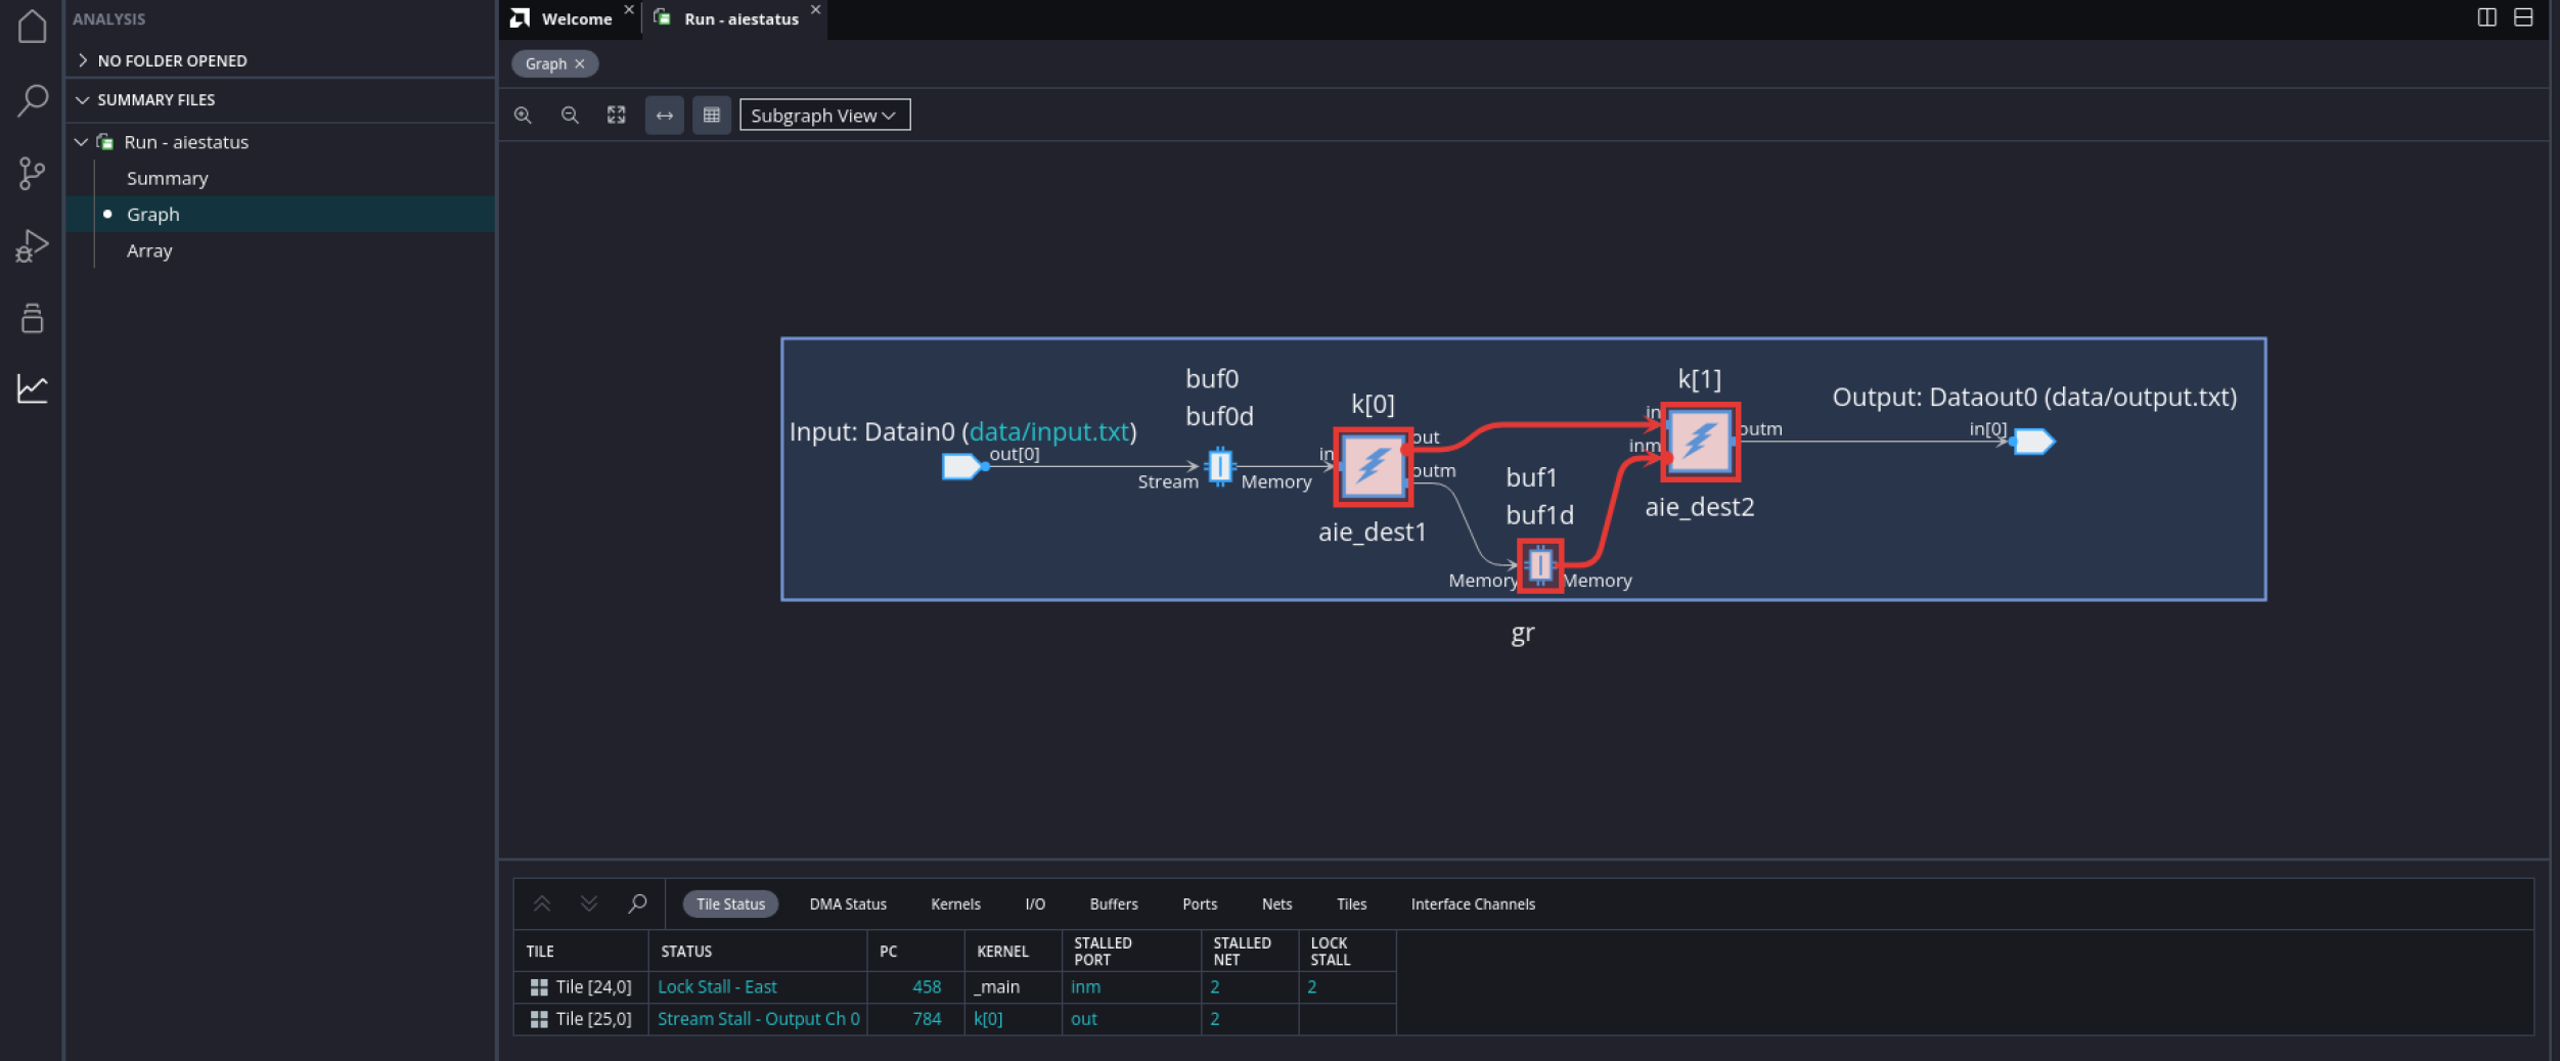 ANALYSIS
NO FOLDER OPENED
SUMMARY FILES
Run - aiestatus
Summary
Graph
Array
Welcome
Run - aiestatus
Graph
Subgraph View
Input: Datain0 (data/input.txt)
out[0]
Stream
buf0
buf0d
Memory
in
k[0]
out
outm
aie_dest1
Memory
buf1
buf1d
Memory
in
inm
k[1]
outm
aie_dest2
Output: Dataout0 (data/output.txt)
in[0]
gr
Tile Status DMA Status Kernels I/O Buffers Ports Nets Tiles Interface Channels
TILE STATUS PC KERNEL STALLED PORT STALLED NET LOCK STALL
Tile [24,0] Lock Stall - East 458 _main inm 2 2
Tile [25,0] Stream Stall - Output Ch 0 784 k[0] out 2